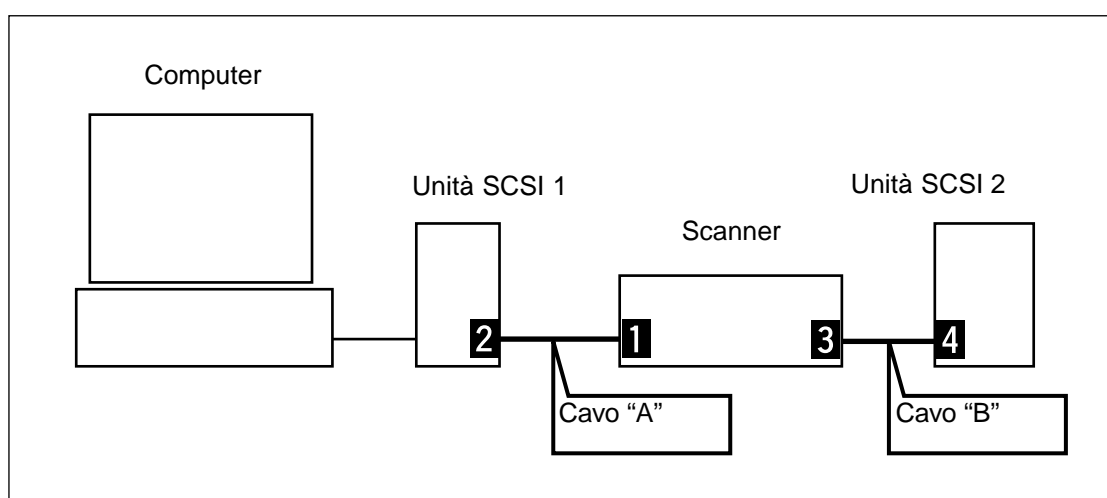 Computer
Unità SCSI 1
Unità SCSI 2
Scanner
2
1
3
4
Cavo “A”
Cavo “B”